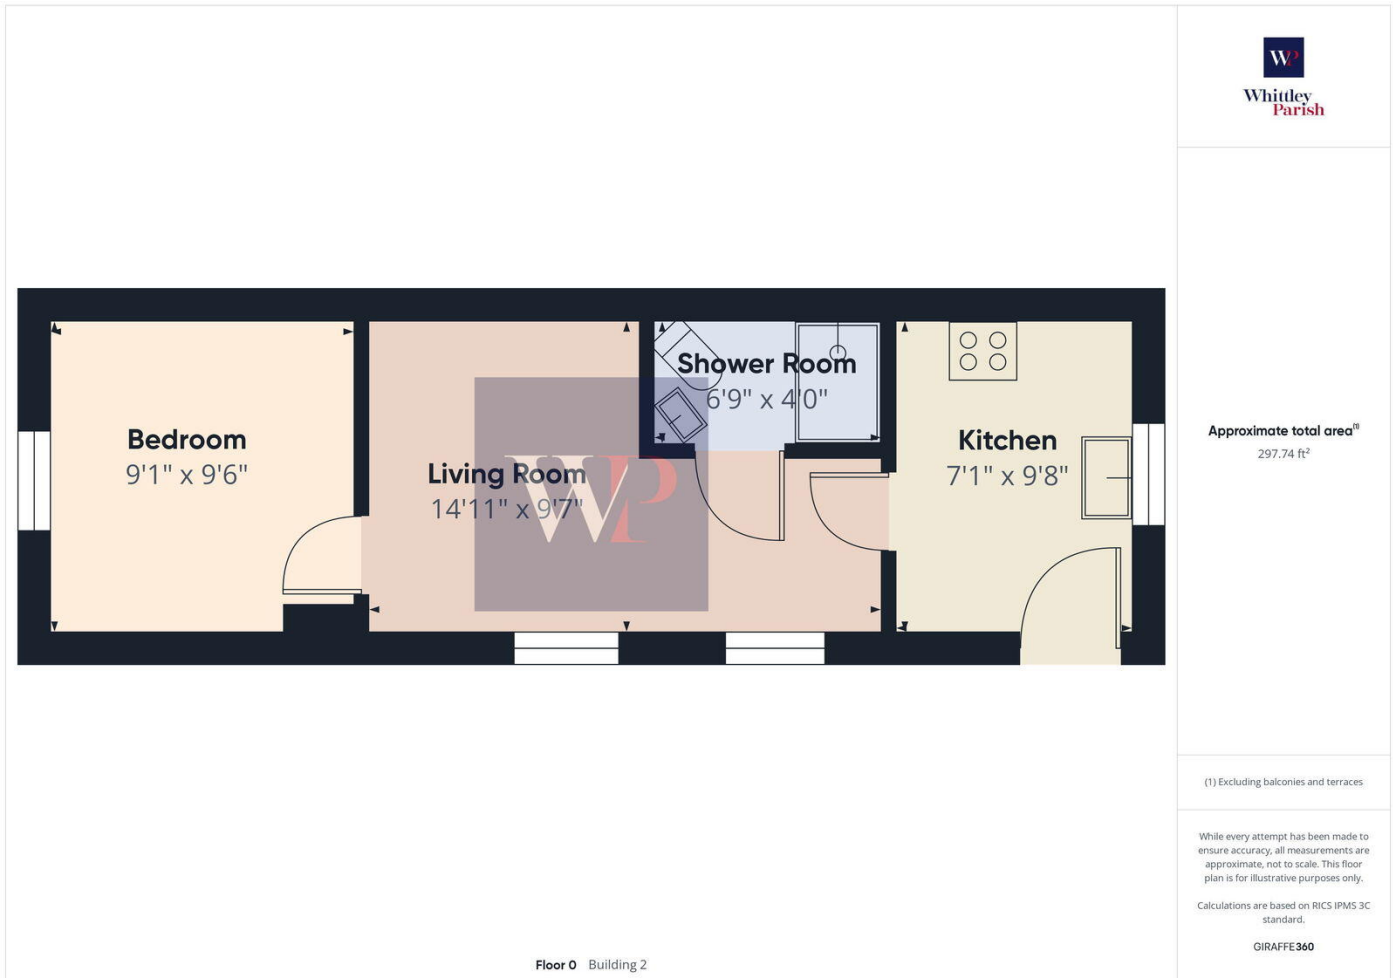 WP
Whittley
Parish
Bedroom
9'1" x 9'6"
Living Room
14'11" x 9'7"
WP
Shower Room
6'9" x 4'0"
Kitchen
7'1" x 9'8"
Approximate total area⁽¹⁾
297.74 ft²
(1) Excluding balconies and terraces
While every attempt has been made to
ensure accuracy, all measurements are
approximate, not to scale. This floor
plan is for illustrative purposes only.
Calculations are based on RICS IPMS 3C
standard.
GIRAFFE360
Floor 0 Building 2